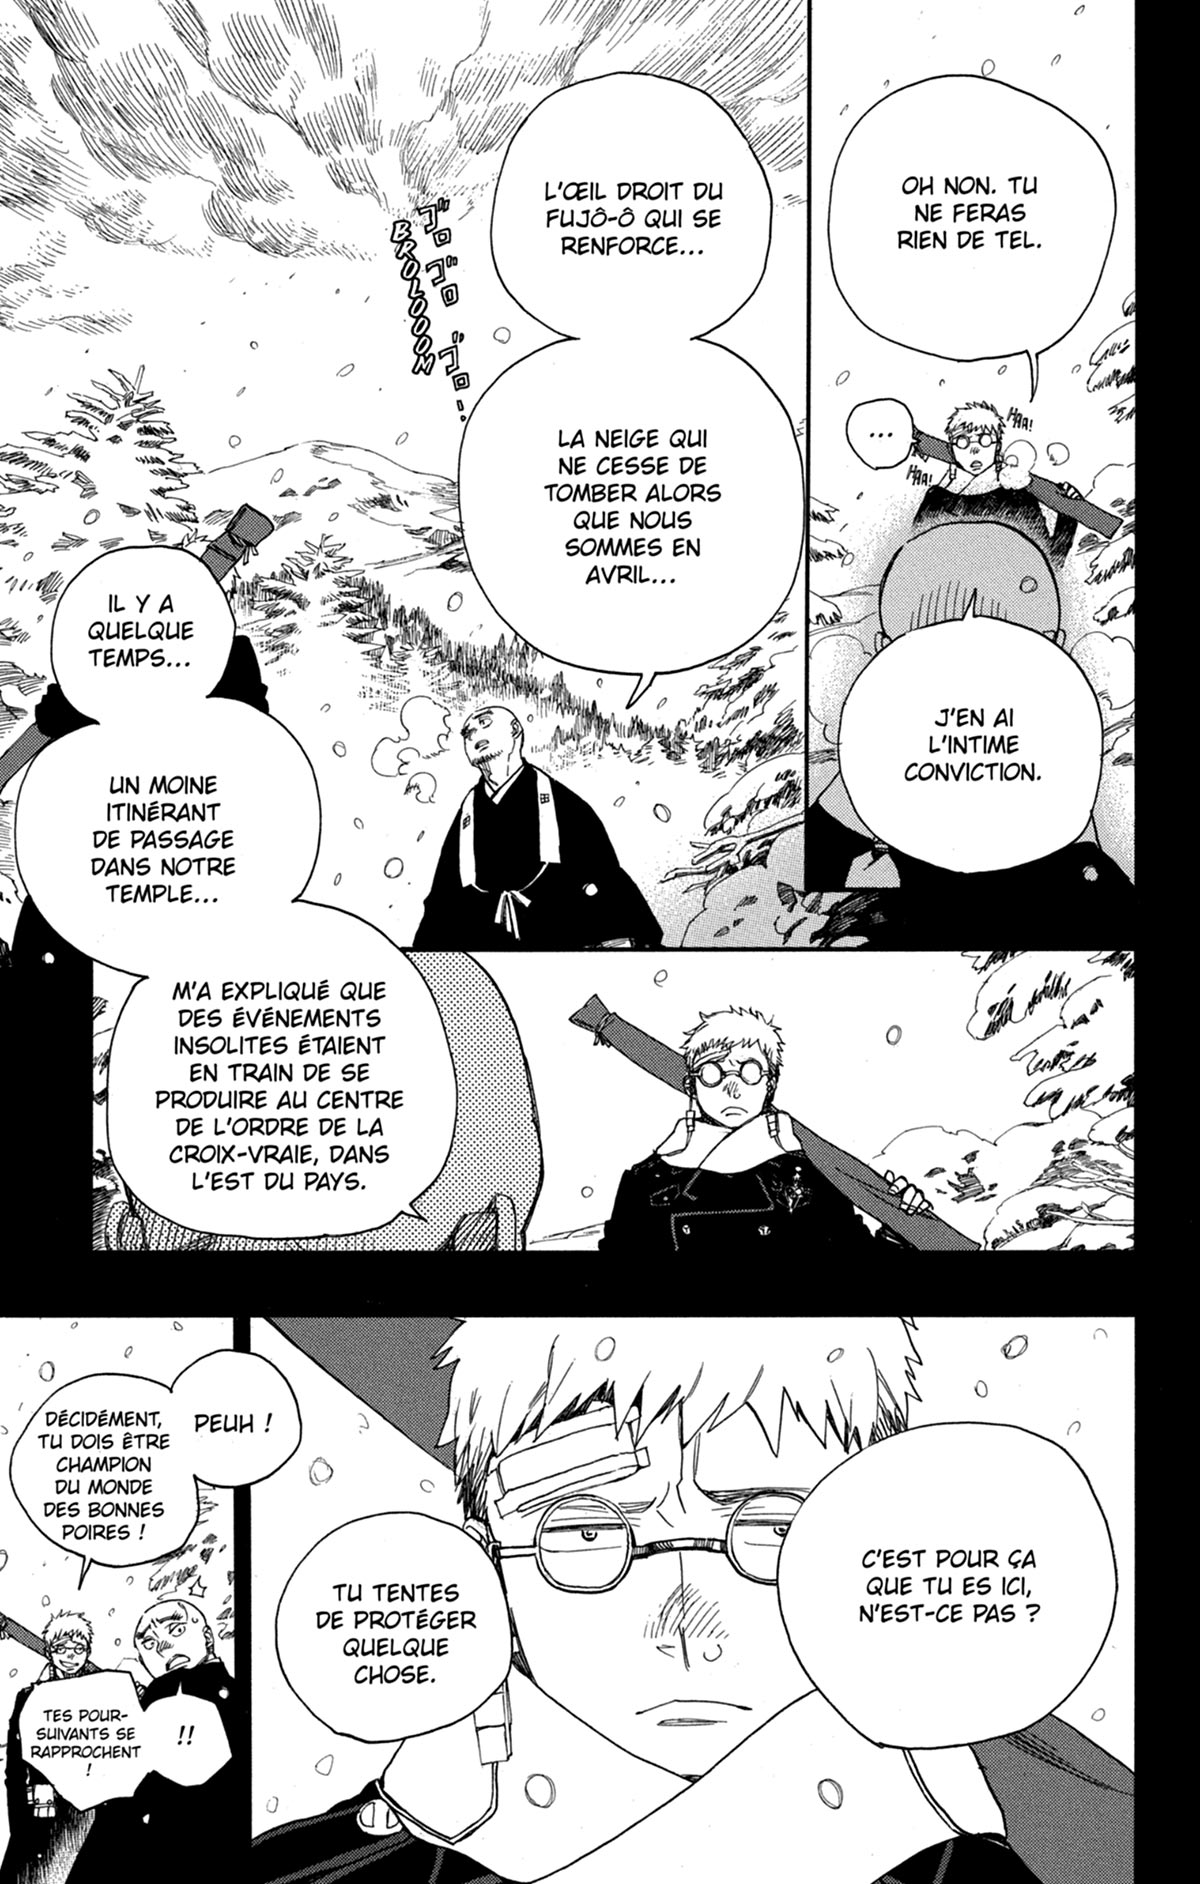 OH NON. TU
NE FERAS
RIEN DE TEL.
...
HAA!
HAA!
J'EN AI
L'INTIME
CONVICTION.
L'ŒIL DROIT DU
FUJÔ-Ô QUI SE
RENFORCE...
LA NEIGE QUI
NE CESSE DE
TOMBER ALORS
QUE NOUS
SOMMES EN
AVRIL...
ゴロ
ゴロ
ゴロ!
BROLOOOM
IL Y A
QUELQUE
TEMPS...
UN MOINE
ITINÉRANT
DE PASSAGE
DANS NOTRE
TEMPLE...
M'A EXPLIQUÉ QUE
DES ÉVÉNEMENTS
INSOLITES ÉTAIENT
EN TRAIN DE SE
PRODUIRE AU CENTRE
DE L'ORDRE DE LA
CROIX-VRAIE, DANS
L'EST DU PAYS.
C'EST POUR ÇA
QUE TU ES ICI,
N'EST-CE PAS ?
TU TENTES
DE PROTÉGER
QUELQUE
CHOSE.
PEUH !
DÉCIDÉMENT,
TU DOIS ÊTRE
CHAMPION
DU MONDE
DES BONNES
POIRES !
!!
TES POUR-
SUIVANTS SE
RAPPROCHENT
!